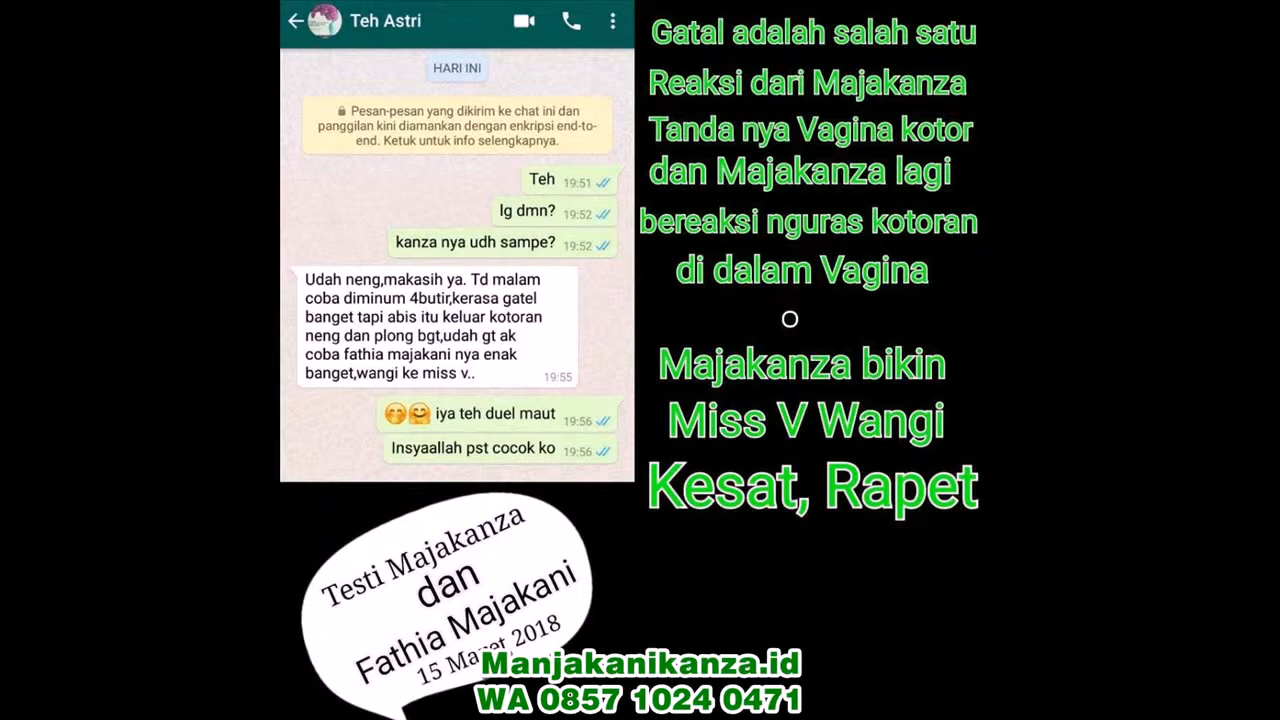 Teh Astri
HARI INI
Pesan-pesan yang dikirim ke chat ini dan
panggilan kini diamankan dengan enkripsi end-to-
end. Ketuk untuk info selengkapnya.
Teh 19:51
lg dmn? 19:52
kanza nya udh sampe? 19:52
Udah neng,makasih ya. Td malam
coba diminum 4butir,kerasa gatel
banget tapi abis itu keluar kotoran
neng dan plong bgt,udah gt ak
coba fathia majakani nya enak
banget,wangi ke miss v..
19:55
iya teh duel maut 19:56
Insyaallah pst cocok ko 19:56
Gatal adalah salah satu
Reaksi dari Majakanza
Tanda nya Vagina kotor
dan Majakanza lagi
bereaksi nguras kotoran
di dalam Vagina
O
Majakanza bikin
Miss V Wangi
Kesat, Rapet
Testi Majakanza
dan
Fathia Majakani
15 Maret 2018
Manjakanikanza.id
WA 0857 1024 0471